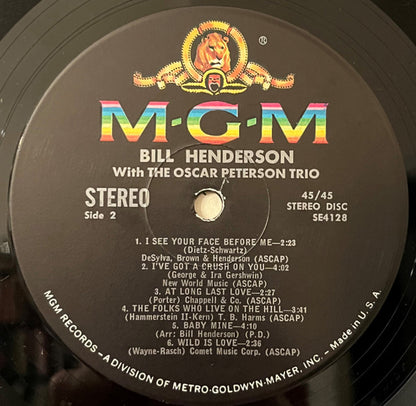 ®
M·G·M
BILL HENDERSON
With THE OSCAR PETERSON TRIO
STEREO
Side 2
45/45
STEREO DISC
SE4128
1. I SEE YOUR FACE BEFORE ME—2:23
(Dietz-Schwartz)
DeSylva, Brown & Henderson (ASCAP)
2. I'VE GOT A CRUSH ON YOU—4:02
(George & Ira Gershwin)
New World Music (ASCAP)
3. AT LONG LAST LOVE—2:27
(Porter) Chappell & Co. (ASCAP)
4. THE FOLKS WHO LIVE ON THE HILL—3:41
(Hammerstein II-Kern) T. B. Harms (ASCAP)
5. BABY MINE—4:10
(Arr: Bill Henderson) (P.D.)
6. WILD IS LOVE—2:36
(Wayne-Rasch) Comet Music Corp. (ASCAP)
MGM RECORDS – A DIVISION OF METRO-GOLDWYN-MAYER, INC. – Made in U.S.A.